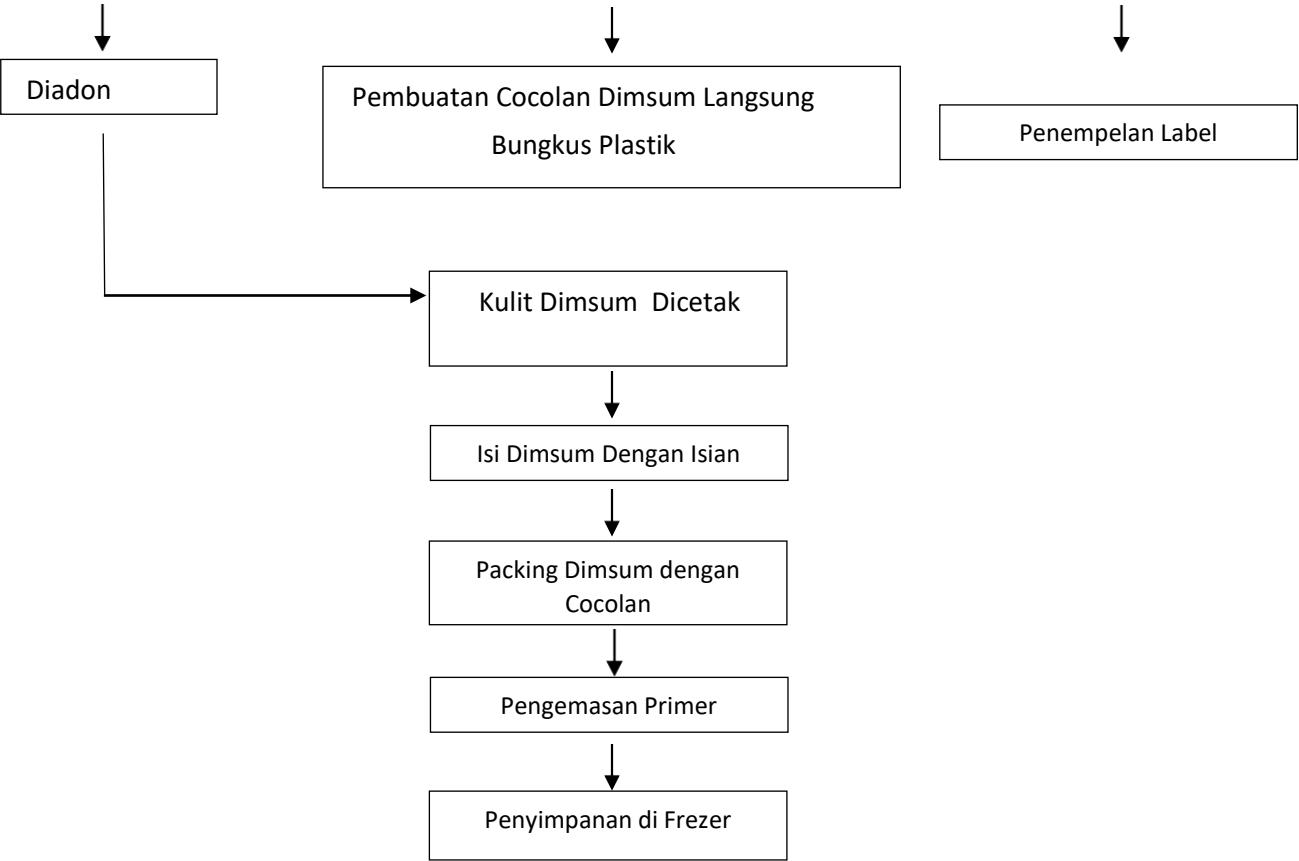 Diadon
Pembuatan Cocolan Dimsum Langsung
Bungkus Plastik
Penempelan Label
Kulit Dimsum  Dicetak
Isi Dimsum Dengan Isian
Packing Dimsum dengan
Cocolan
Pengemasan Primer
Penyimpanan di Frezer